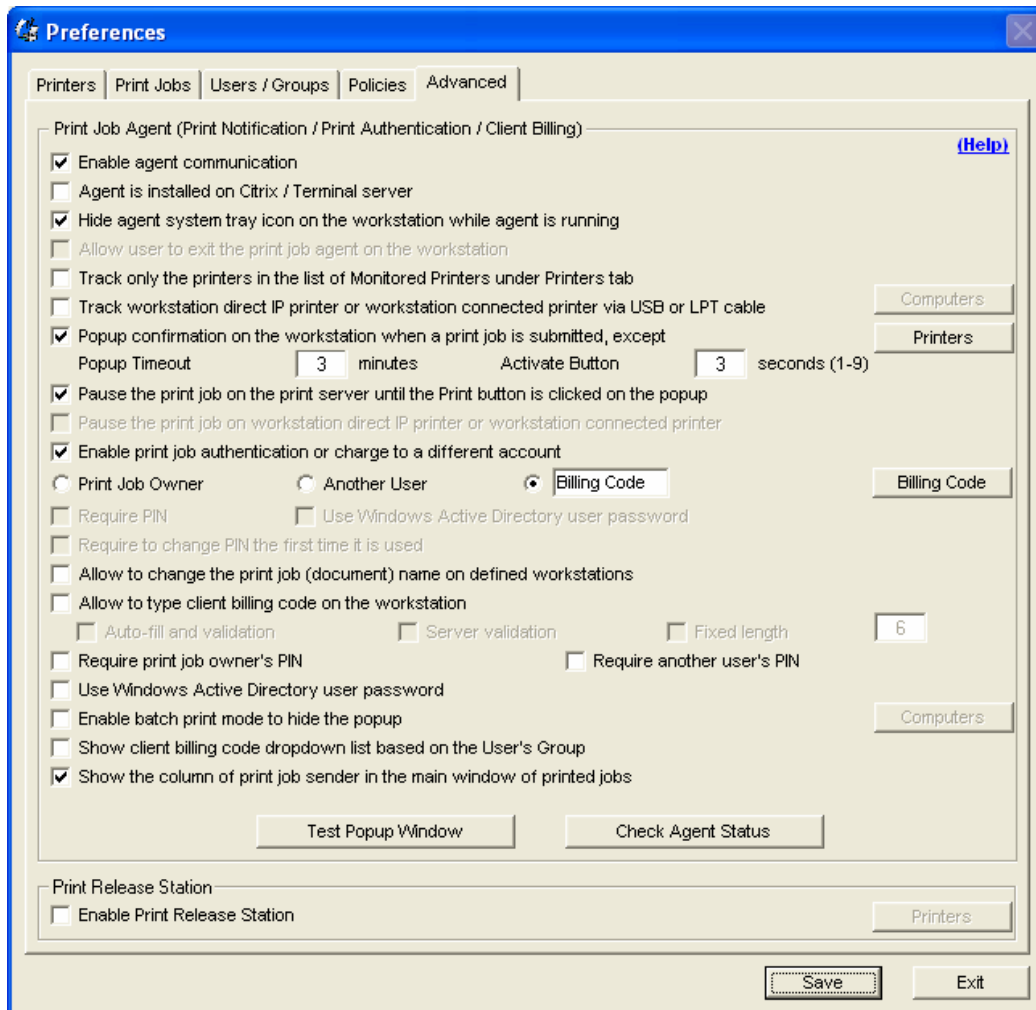 Preferences
Printers Print Jobs Users / Groups Policies Advanced
Print Job Agent (Print Notification / Print Authentication / Client Billing)
(Help)
Enable agent communication
Agent is installed on Citrix / Terminal server
Hide agent system tray icon on the workstation while agent is running
Allow user to exit the print job agent on the workstation
Track only the printers in the list of Monitored Printers under Printers tab
Track workstation direct IP printer or workstation connected printer via USB or LPT cable Computers
Popup confirmation on the workstation when a print job is submitted, except Printers
Popup Timeout 3 minutes Activate Button 3 seconds (1-9)
Pause the print job on the print server until the Print button is clicked on the popup
Pause the print job on workstation direct IP printer or workstation connected printer
Enable print job authentication or charge to a different account
Print Job Owner Another User Billing Code Billing Code
Require PIN Use Windows Active Directory user password
Require to change PIN the first time it is used
Allow to change the print job (document) name on defined workstations
Allow to type client billing code on the workstation
Auto-fill and validation Server validation Fixed length 6
Require print job owner's PIN Require another user's PIN
Use Windows Active Directory user password
Enable batch print mode to hide the popup Computers
Show client billing code dropdown list based on the User's Group
Show the column of print job sender in the main window of printed jobs
Test Popup Window Check Agent Status
Print Release Station
Enable Print Release Station Printers
Save Exit